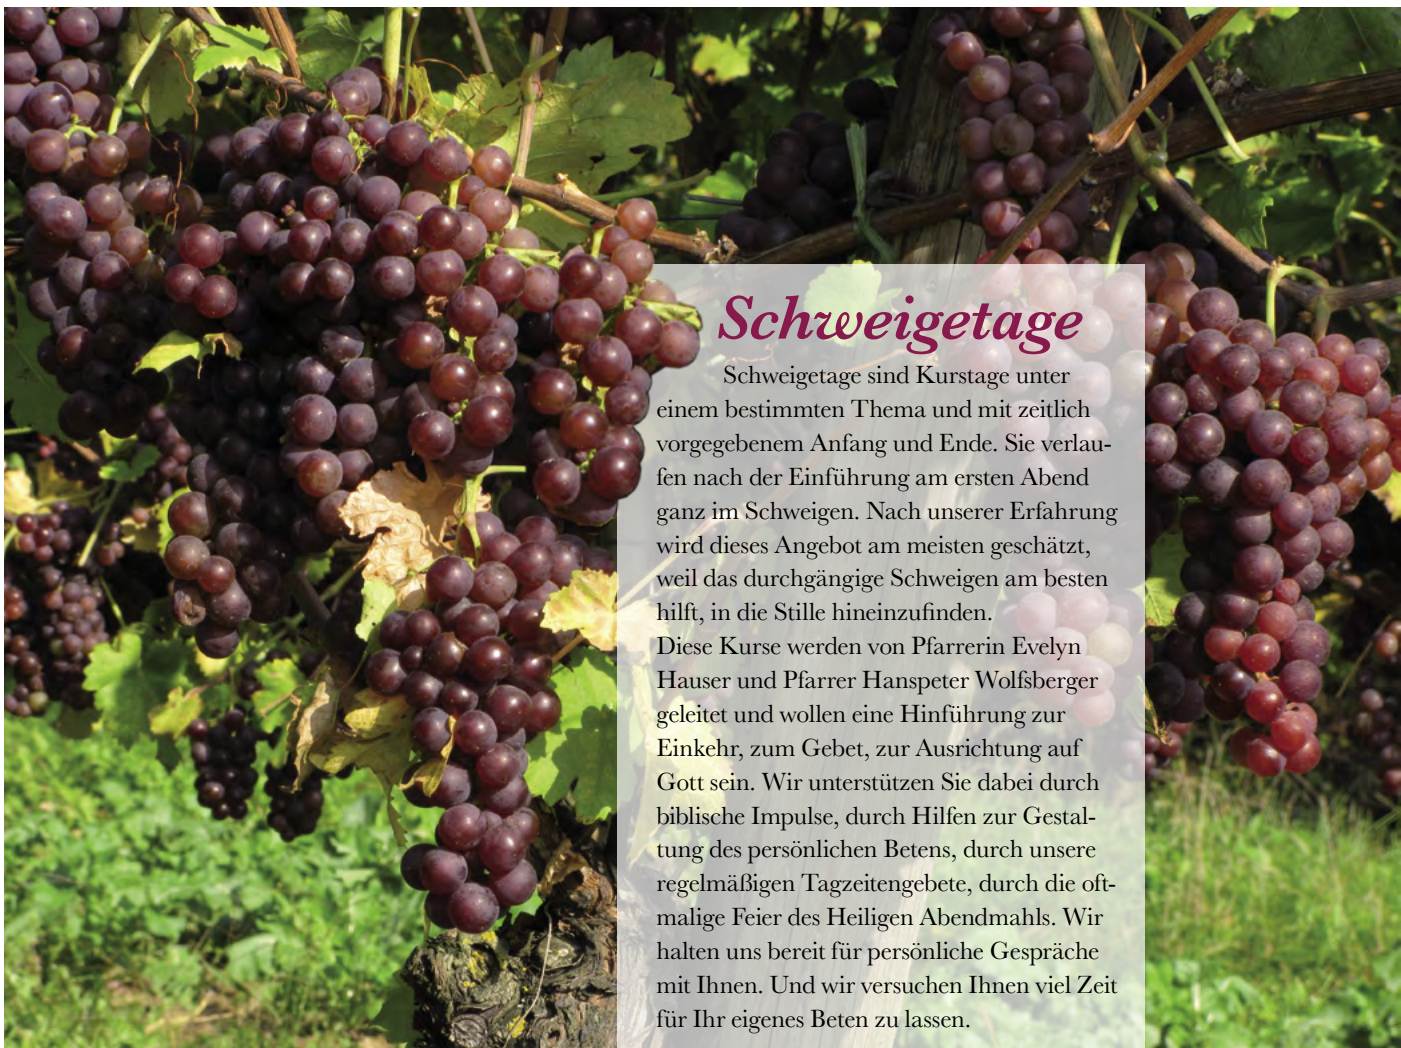 Schweigetage
Schweigetage sind Kurstage unter
einem bestimmten Thema und mit zeitlich
vorgegebenem Anfang und Ende. Sie verlau-
fen nach der Einführung am ersten Abend
ganz im Schweigen. Nach unserer Erfahrung
wird dieses Angebot am meisten geschätzt,
weil das durchgängige Schweigen am besten
hilft, in die Stille hineinzufinden.
Diese Kurse werden von Pfarrerin Evelyn
Hauser und Pfarrer Hanspeter Wolfsberger
geleitet und wollen eine Hinführung zur
Einkehr, zum Gebet, zur Ausrichtung auf
Gott sein. Wir unterstützen Sie dabei durch
biblische Impulse, durch Hilfen zur Gestal-
tung des persönlichen Betens, durch unsere
regelmäßigen Tagzeitengebete, durch die oft-
malige Feier des Heiligen Abendmahls. Wir
halten uns bereit für persönliche Gespräche
mit Ihnen. Und wir versuchen Ihnen viel Zeit
für Ihr eigenes Beten zu lassen.